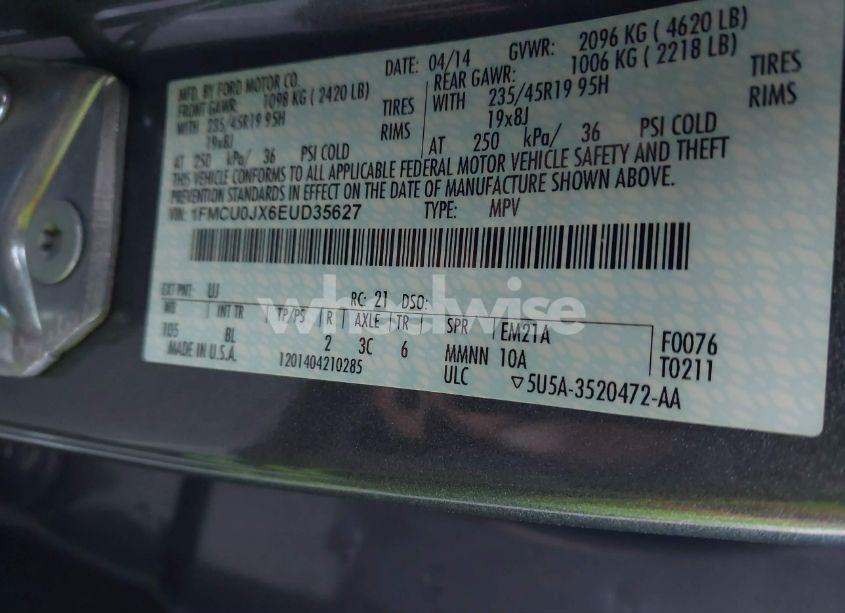 MFD. BY FORD MOTOR CO.
DATE: 04/14 GVWR: 2096 KG ( 4620 LB)
FRONT GAWR: 1098 KG ( 2420 LB) REAR GAWR: 1006 KG ( 2218 LB)
WITH 235/45R19 95H TIRES WITH 235/45R19 95H TIRES
19x8J RIMS 19x8J RIMS
AT 250 kPa/ 36 PSI COLD AT 250 kPa/ 36 PSI COLD
THIS VEHICLE CONFORMS TO ALL APPLICABLE FEDERAL MOTOR VEHICLE SAFETY AND THEFT
PREVENTION STANDARDS IN EFFECT ON THE DATE OF MANUFACTURE SHOWN ABOVE.
VIN: 1FMCU0JX6EUD35627 TYPE: MPV
EXT PNT: UJ RC: 21 DSO:
WB INT TR TP/PS R AXLE TR SPR EM21A F0076
105 BL 2 3C 6 MMNN 10A T0211
MADE IN U.S.A. 1201404210285 ULC ▽5U5A-3520472-AA
wheelwise